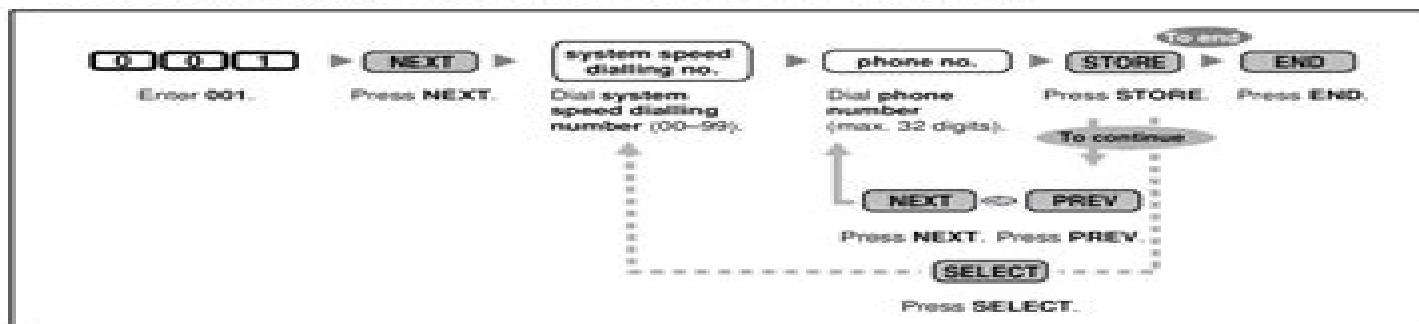 0 0 1 NEXT system speed dialling no. phone no. STORE To end END
Enter 001. Press NEXT. Dial system speed dialling number (00–99). Dial phone number (max. 32 digits). Press STORE. Press END.
To continue
NEXT PREV
Press NEXT. Press PREV.
SELECT
Press SELECT.